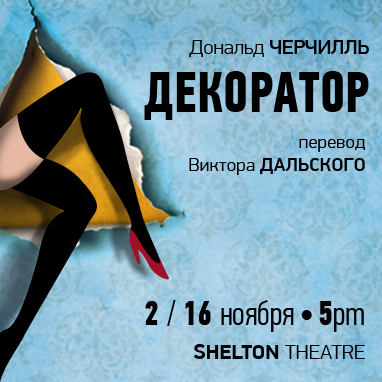 Дональд ЧЕРЧИЛЛЬ
ДЕКОРАТОР
перевод
Виктора ДАЛЬСКОГО
2 / 16 ноября • 5pm
SHELTON THEATRE